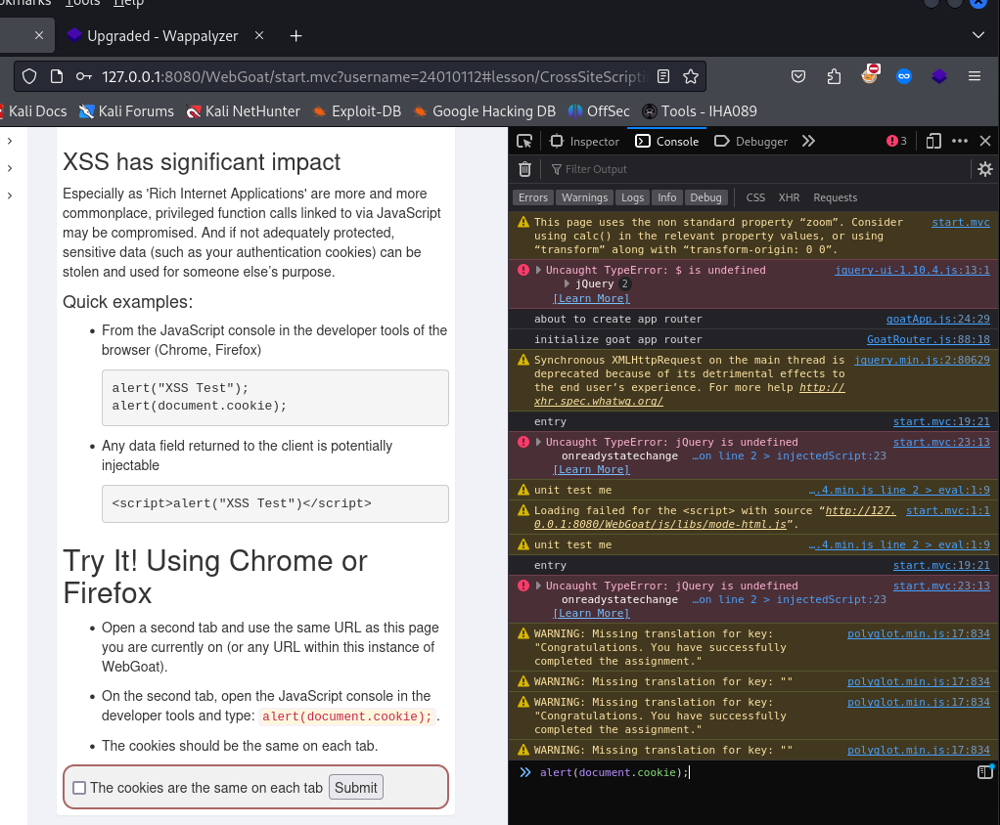 okmarks Tools Help
Upgraded - Wappalyzer
127.0.0.1:8080/WebGoat/start.mvc?username=24010112#lesson/CrossSiteScriptin
Kali Docs Kali Forums Kali NetHunter Exploit-DB Google Hacking DB OffSec Tools - IHA089
XSS has significant impact
Especially as 'Rich Internet Applications' are more and more
commonplace, privileged function calls linked to via JavaScript
may be compromised. And if not adequately protected,
sensitive data (such as your authentication cookies) can be
stolen and used for someone else's purpose.
Quick examples:
• From the JavaScript console in the developer tools of the
browser (Chrome, Firefox)
alert("XSS Test");
alert(document.cookie);
• Any data field returned to the client is potentially
injectable
<script>alert("XSS Test")</script>
Try It! Using Chrome or
Firefox
• Open a second tab and use the same URL as this page
you are currently on (or any URL within this instance of
WebGoat).
• On the second tab, open the JavaScript console in the
developer tools and type: alert(document.cookie); .
• The cookies should be the same on each tab.
The cookies are the same on each tab Submit
Inspector Console Debugger 3
Filter Output
Errors Warnings Logs Info Debug CSS XHR Requests
This page uses the non standard property “zoom”. Consider start.mvc
using calc() in the relevant property values, or using
“transform” along with “transform-origin: 0 0”.
Uncaught TypeError: $ is undefined jquery-ui-1.10.4.js:13:1
jQuery 2
[Learn More]
about to create app router goatApp.js:24:29
initialize goat app router GoatRouter.js:88:18
Synchronous XMLHttpRequest on the main thread is jquery.min.js:2:80629
deprecated because of its detrimental effects to
the end user’s experience. For more help http://
xhr.spec.whatwg.org/
entry start.mvc:19:21
Uncaught TypeError: jQuery is undefined start.mvc:23:13
onreadystatechange …on line 2 > injectedScript:23
[Learn More]
unit test me ….4.min.js line 2 > eval:1:9
Loading failed for the <script> with source “http://127. start.mvc:1:1
0.0.1:8080/WebGoat/js/libs/mode-html.js”.
unit test me ….4.min.js line 2 > eval:1:9
entry start.mvc:19:21
Uncaught TypeError: jQuery is undefined start.mvc:23:13
onreadystatechange …on line 2 > injectedScript:23
[Learn More]
WARNING: Missing translation for key: polyglot.min.js:17:834
"Congratulations. You have successfully
completed the assignment."
WARNING: Missing translation for key: "" polyglot.min.js:17:834
WARNING: Missing translation for key: polyglot.min.js:17:834
"Congratulations. You have successfully
completed the assignment."
WARNING: Missing translation for key: "" polyglot.min.js:17:834
alert(document.cookie);